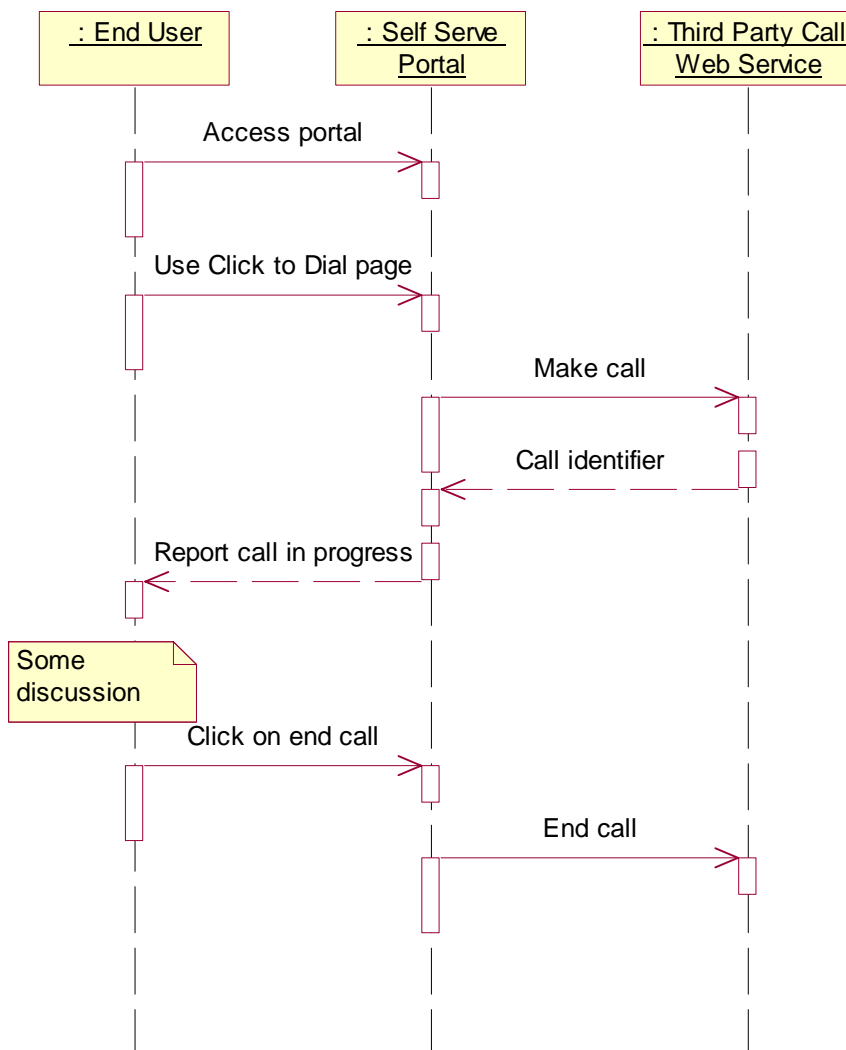 : End User
: Self Serve
Portal
: Third Party Call
Web Service
Access portal
Use Click to Dial page
Make call
Call identifier
Report call in progress
Some
discussion
Click on end call
End call